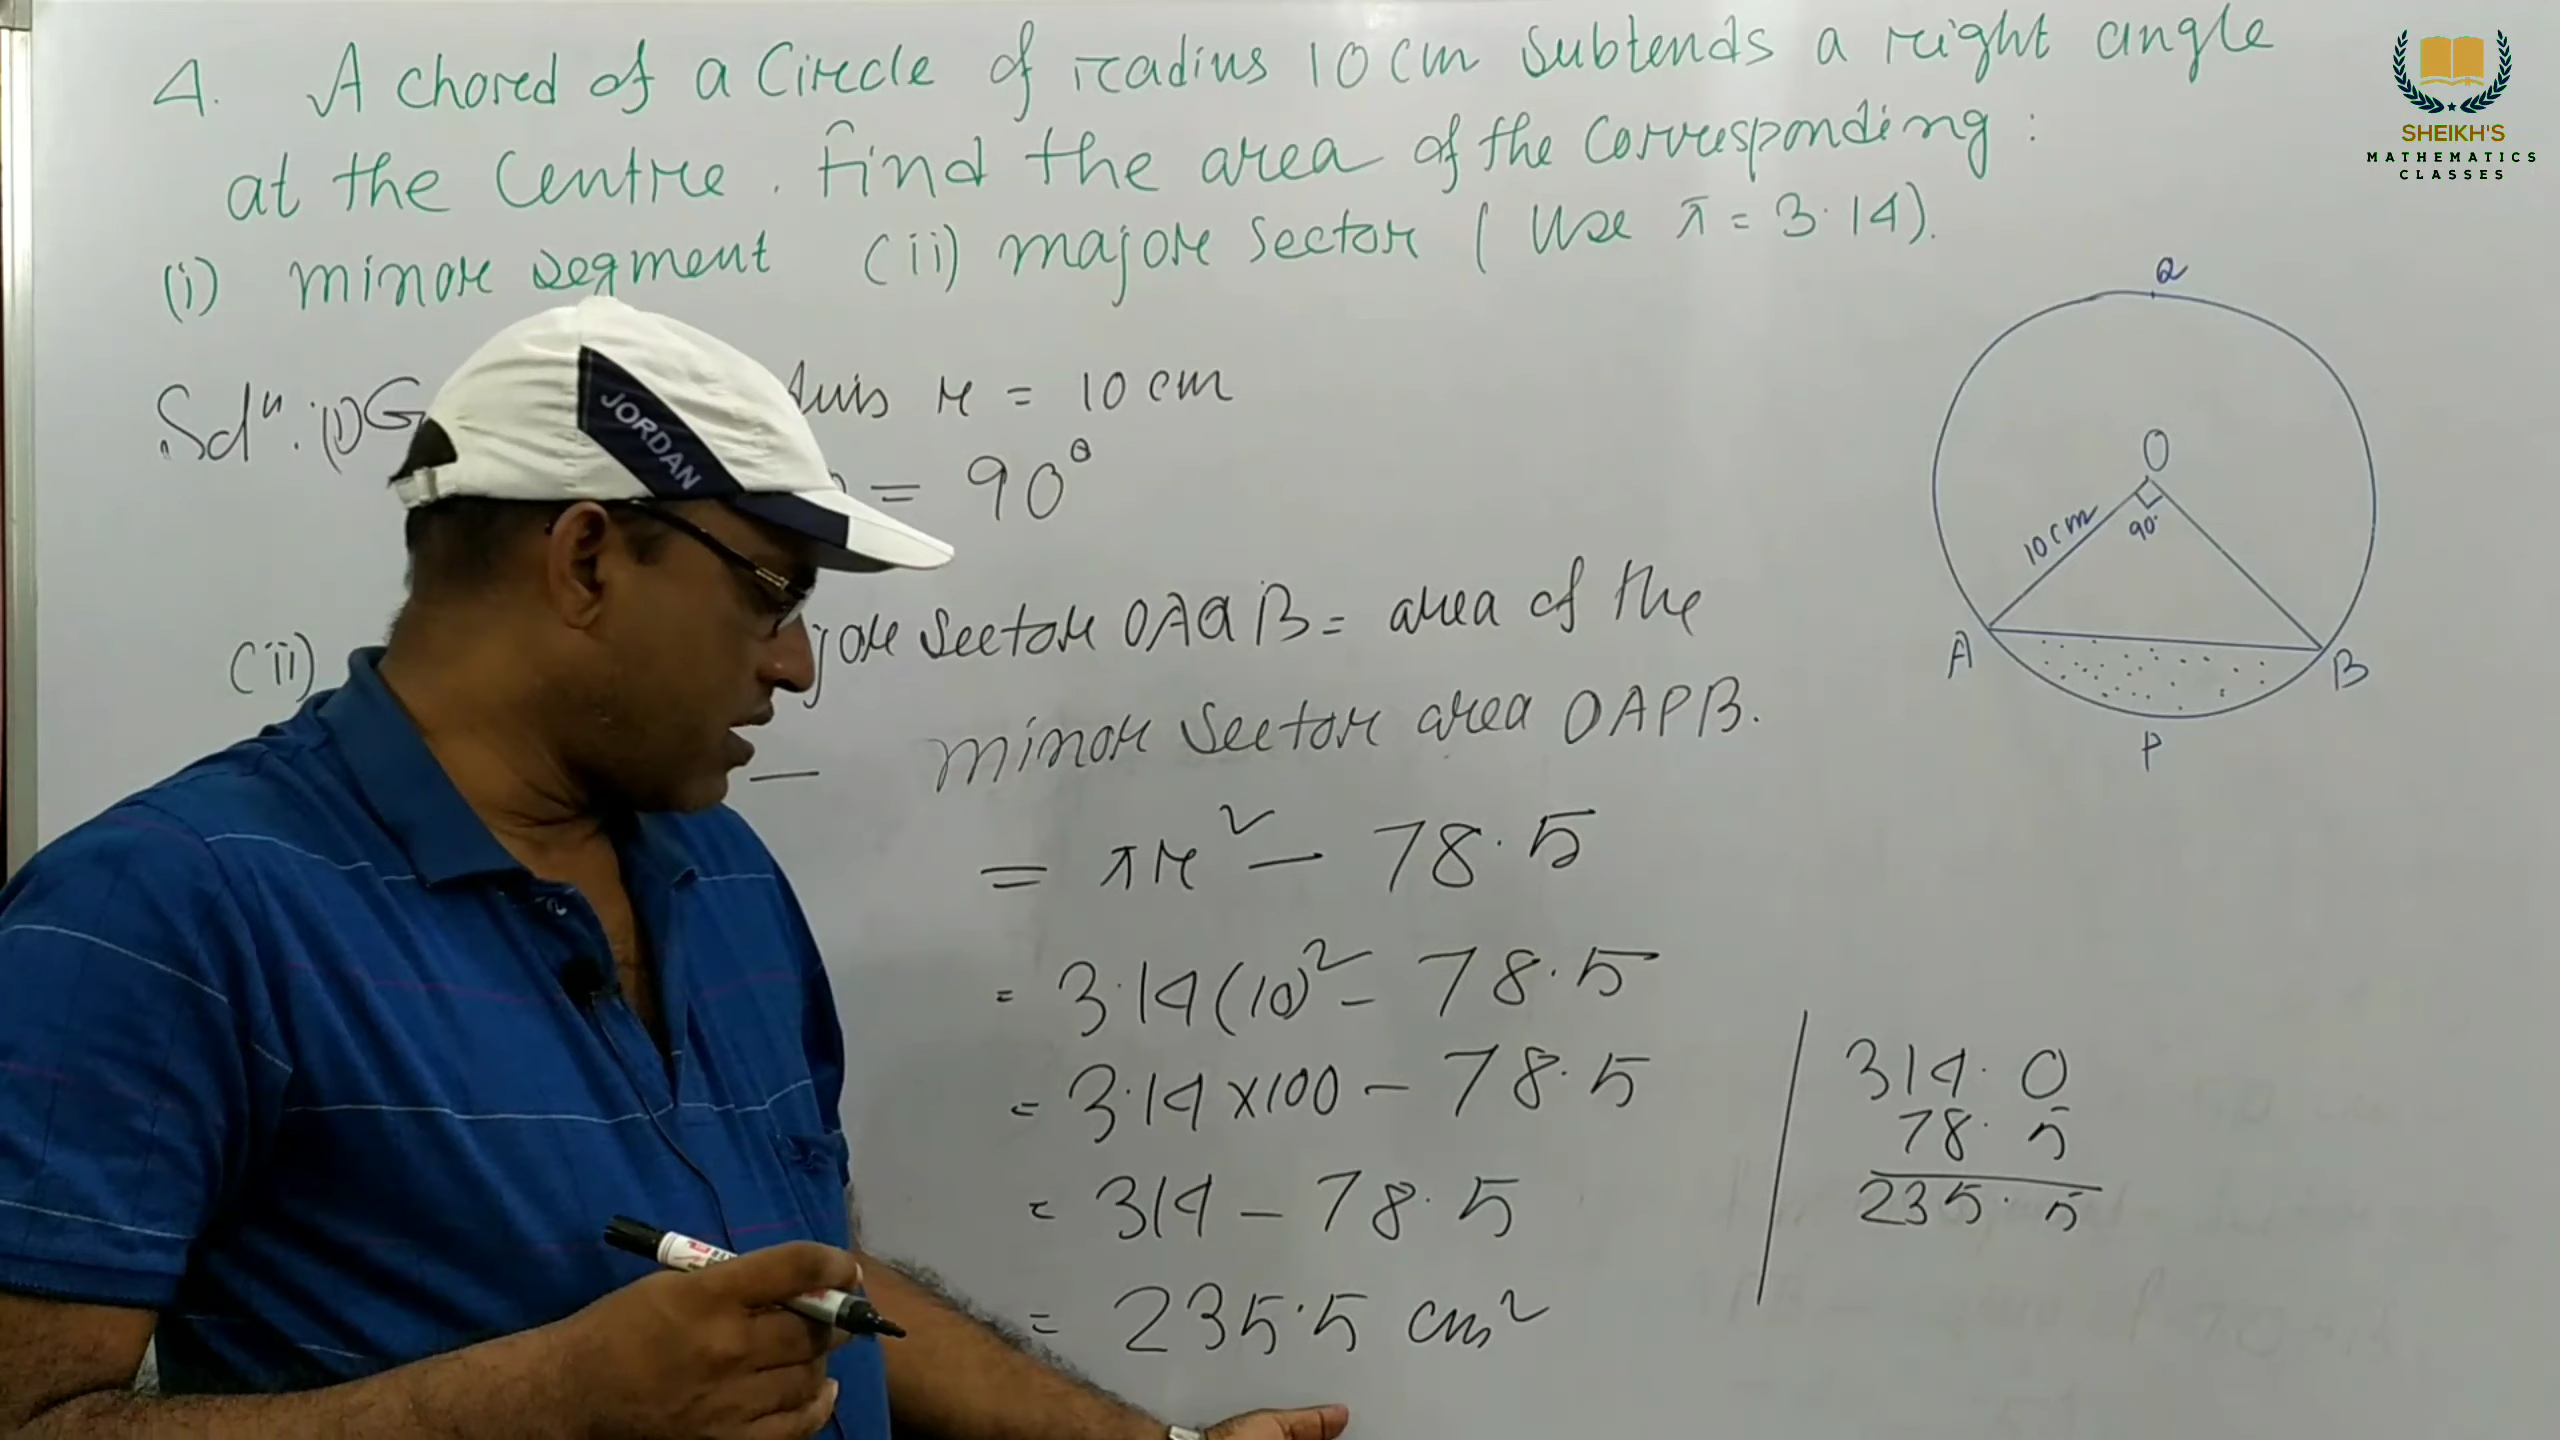 4. A chord of a Circle of radius 10 cm Subtends a right angle
at the Centre. Find the area of the Corresponding:
(i) minor segment (ii) major sector (Use π = 3.14).
SHEIKH'S
MATHEMATICS
CLASSES
Q
Solⁿ. (i) G
r = 10 cm
JORDAN
= 90°
O
10 cm
90°
(ii) Sector OAQB = area of the
A
B
— minor Sector area OAPB.
P
= πr² - 78.5
= 3.14(10)² - 78.5
= 3.14×100 - 78.5
= 314 - 78.5
= 235.5 cm²
314.0
78.5
235.5